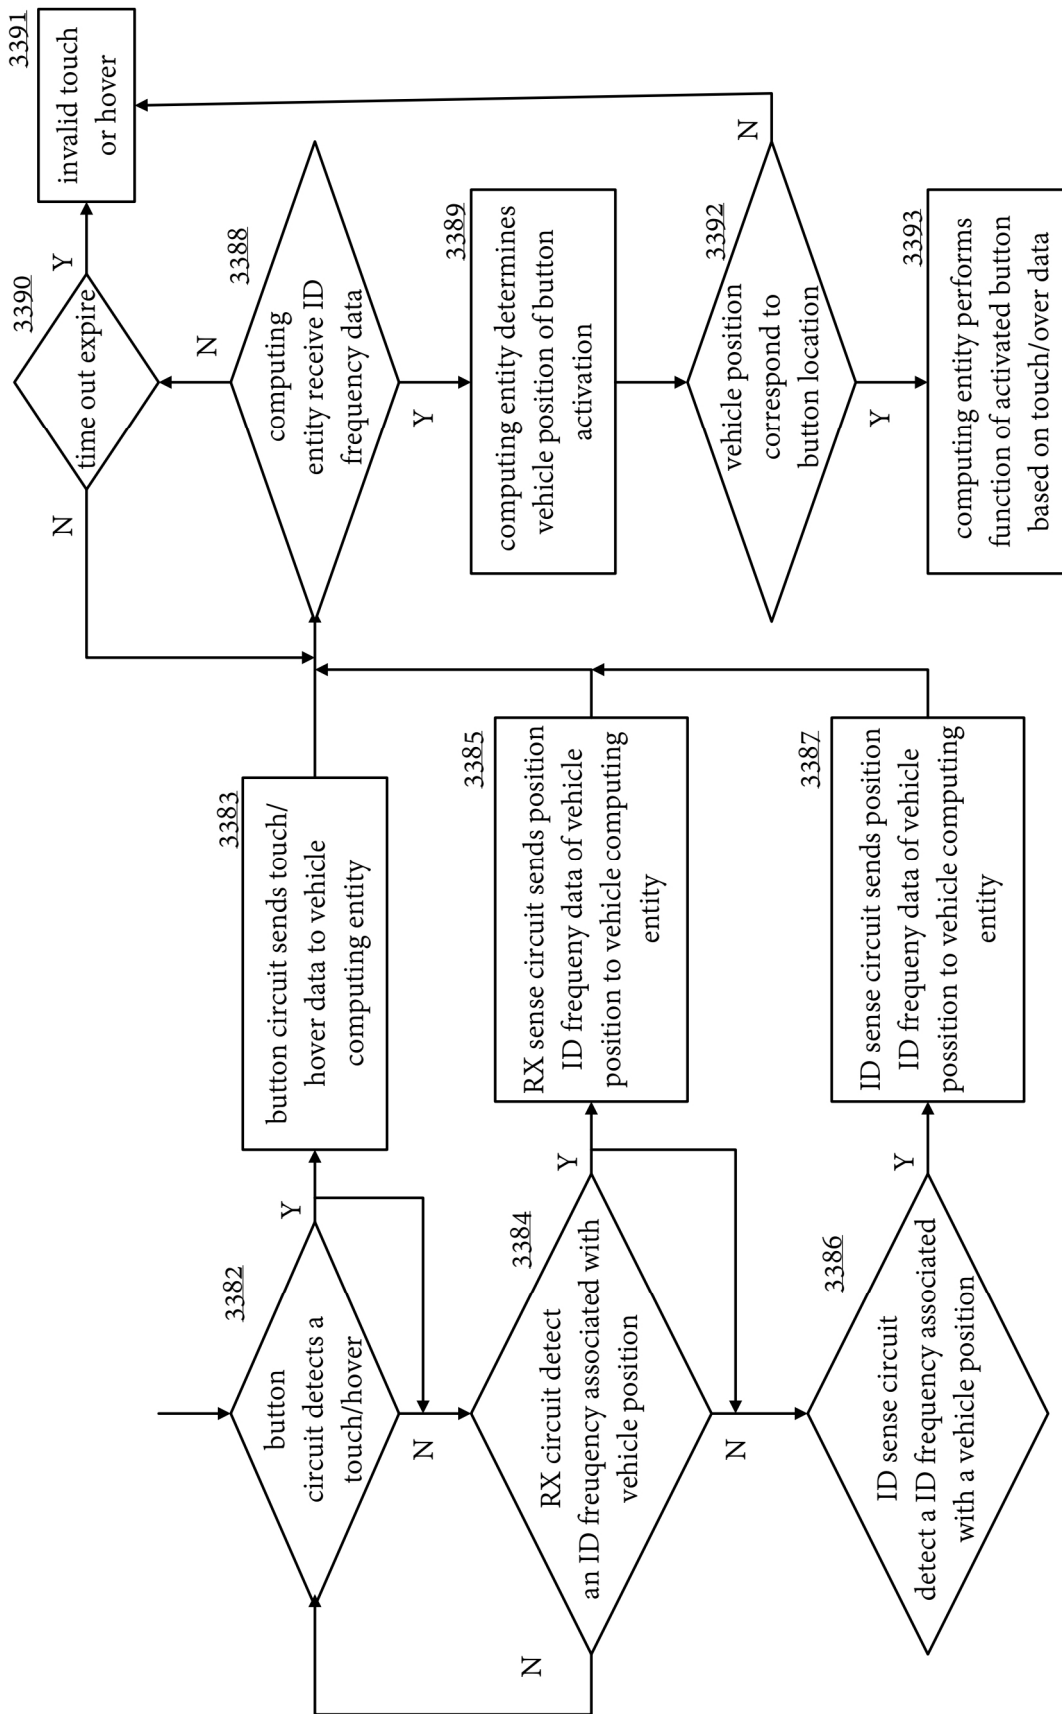 3382
button
circuit detects a
touch/hover
Y
N
3383
button circuit sends touch/
hover data to vehicle
computing entity
3384
RX circuit detect
an ID freuqency associated with
vehicle position
Y
N
N
3385
RX sense circuit sends position
ID frequeny data of vehicle
position to vehicle computing
entity
3386
ID sense circuit
detect a ID frequency associated
with a vehicle position
Y
3387
ID sense circuit sends position
ID frequeny data of vehicle
possition to vehicle computing
entity
3390
time out expire
N
Y
3391
invalid touch
or hover
3388
computing
entity receive ID
frequency data
N
Y
3389
computing entity determines
vehicle position of button
activation
3392
vehicle position
correspond to
button location
N
Y
3393
computing entity performs
function of activated button
based on touch/over data